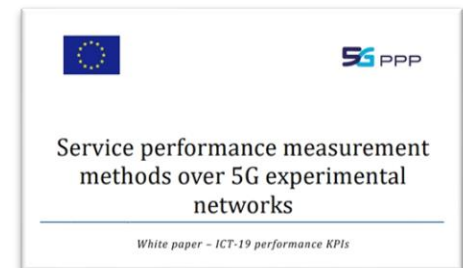 5G PPP
Service performance measurement
methods over 5G experimental
networks
White paper – ICT-19 performance KPIs